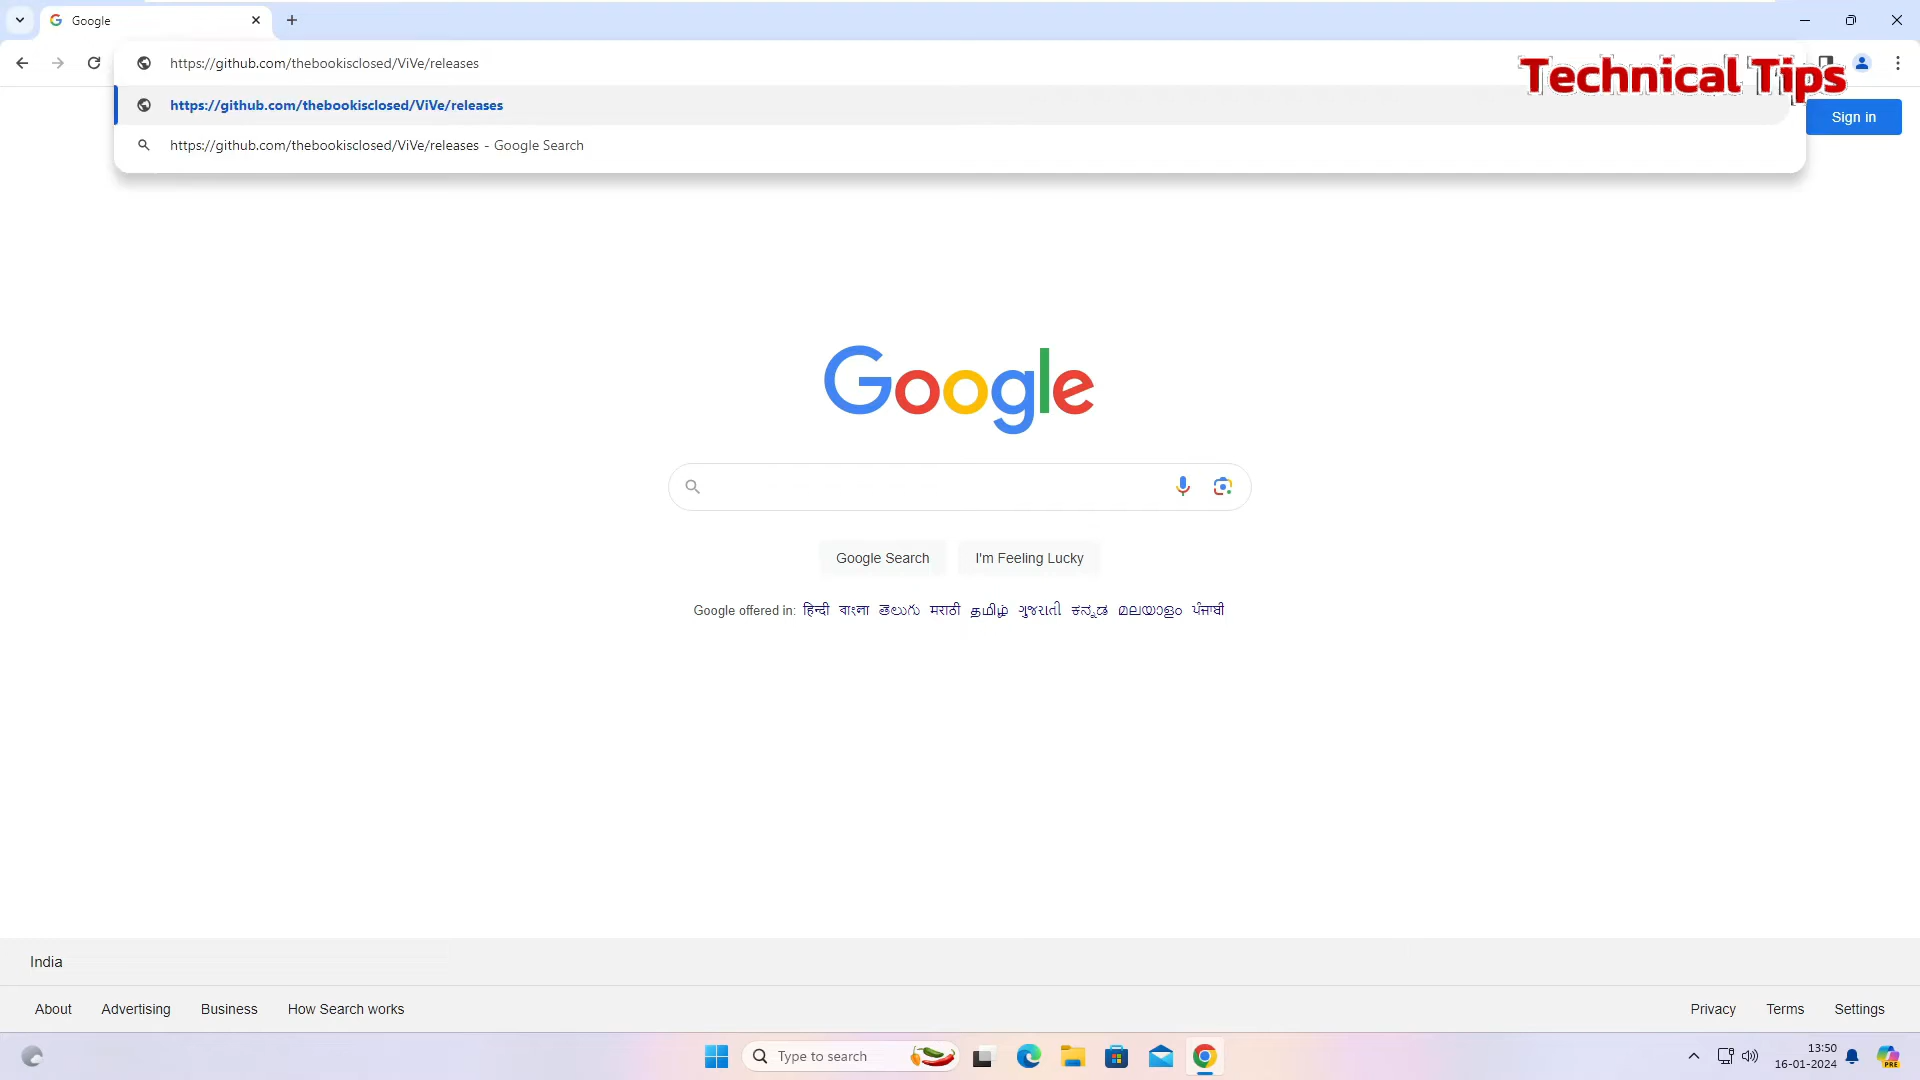 Google
https://github.com/thebookisclosed/ViVe/releases
Technical Tips
https://github.com/thebookisclosed/ViVe/releases
Sign in
https://github.com/thebookisclosed/ViVe/releases - Google Search
Google
Google Search
I'm Feeling Lucky
Google offered in: हिन्दी বাংলা తెలుగు मराठी தமிழ் ગુજરાતી ಕನ್ನಡ മലയാളം ਪੰਜਾਬੀ
India
About Advertising Business How Search works Privacy Terms Settings
Type to search
13:50
16-01-2024
PRE